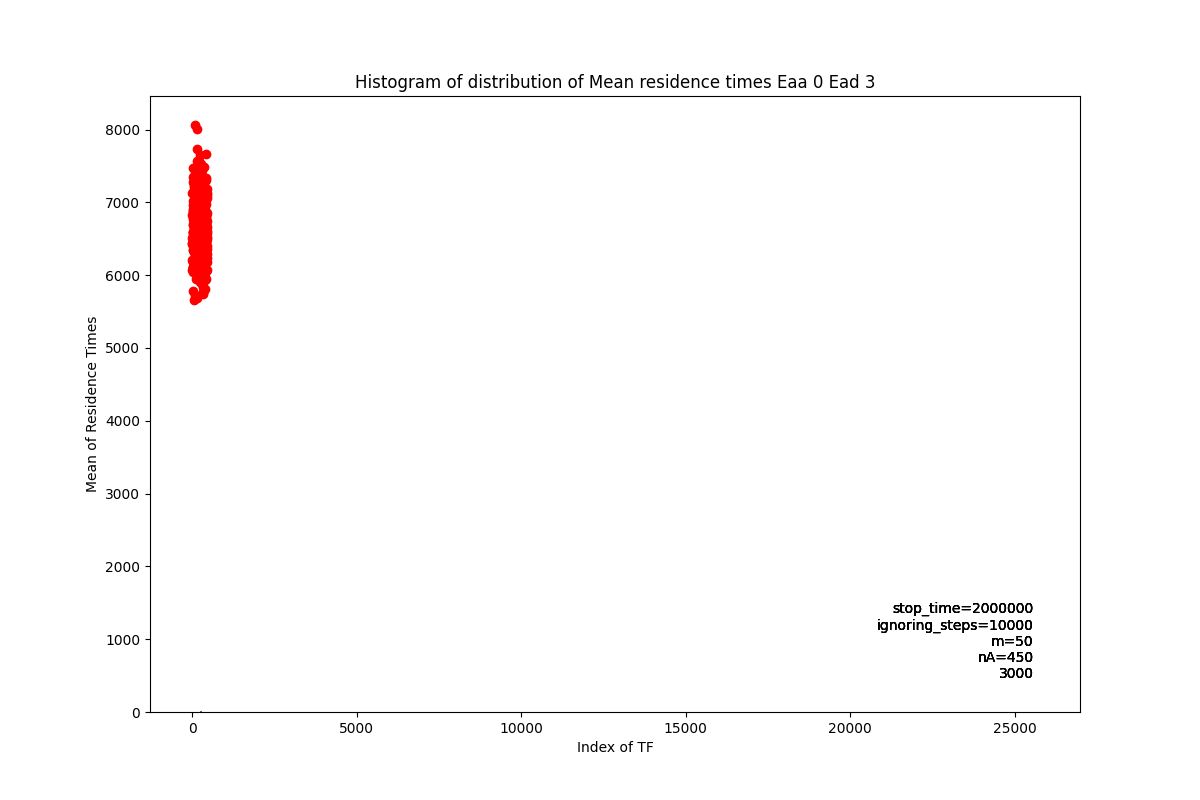 Histogram of distribution of Mean residence times Eaa 0 Ead 3
8000
7000
6000
5000
4000
3000
2000
1000
0
Mean of Residence Times
stop_time=2000000
ignoring_steps=10000
m=50
nA=450
3000
0 5000 10000 15000 20000 25000
Index of TF